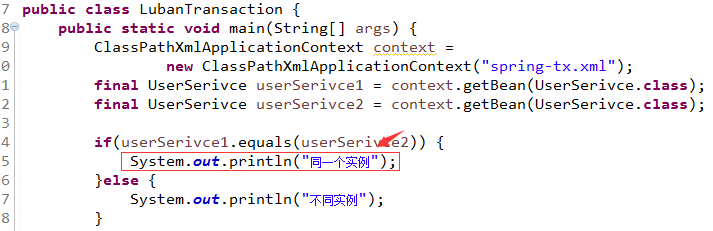 7 public class LubanTransaction {
8 public static void main(String[] args) {
9 ClassPathXmlApplicationContext context =
0 new ClassPathXmlApplicationContext("spring-tx.xml");
1 final UserSerivce userSerivce1 = context.getBean(UserSerivce.class);
2 final UserSerivce userSerivce2 = context.getBean(UserSerivce.class);
3
4 if(userSerivce1.equals(userSerivce2)) {
5 System.out.println("同一个实例");
6 }else {
7 System.out.println("不同实例");
8 }